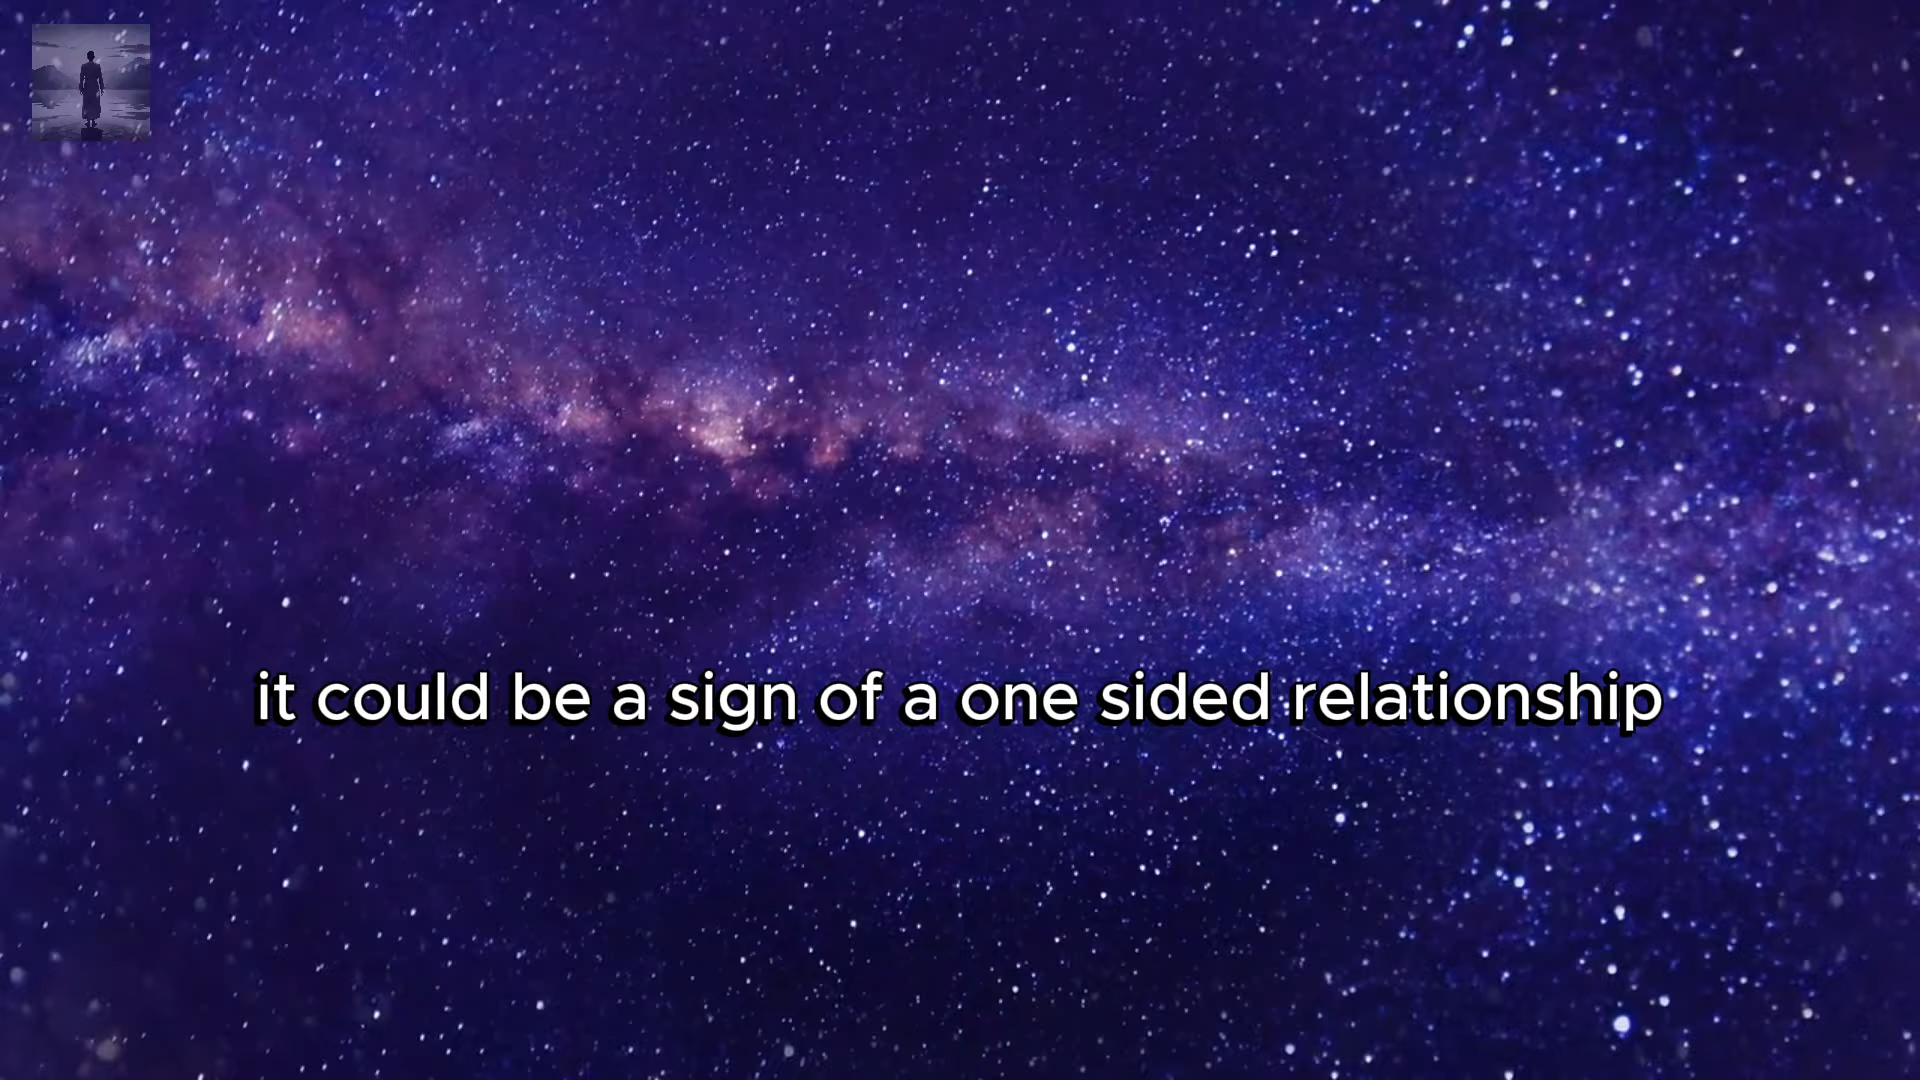 it could be a sign of a one sided relationship